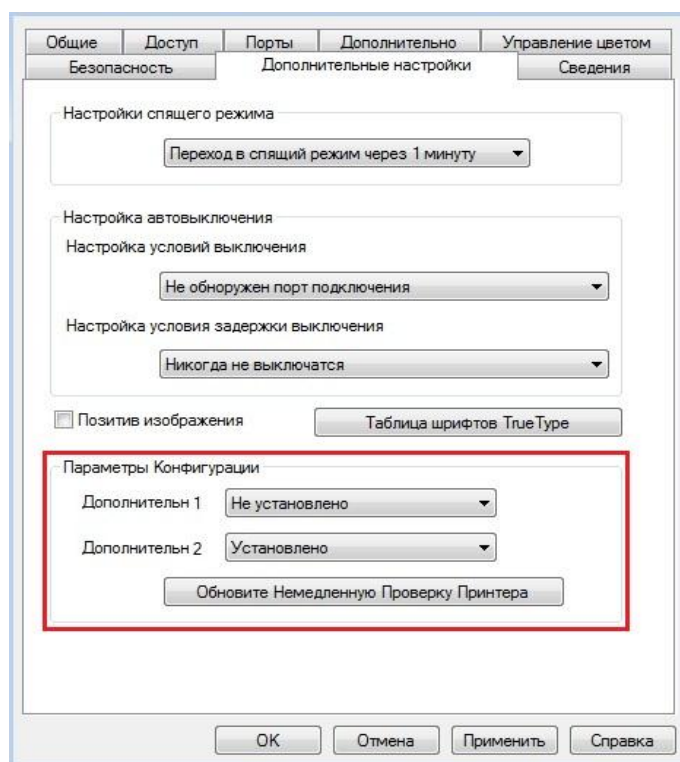 Общие Доступ Порты Дополнительно Управление цветом
Безопасность Дополнительные настройки Сведения
Настройки спящего режима
Переход в спящий режим через 1 минуту
Настройка автовыключения
Настройка условий выключения
Не обноружен порт подключения
Настройка условия задержки выключения
Никогда не выключатся
Позитив изображения Таблица шрифтов TrueType
Параметры Конфигурации
Дополнительн 1 Не установлено
Дополнительн 2 Установлено
Обновите Немедленную Проверку Принтера
OK Отмена Применить Справка